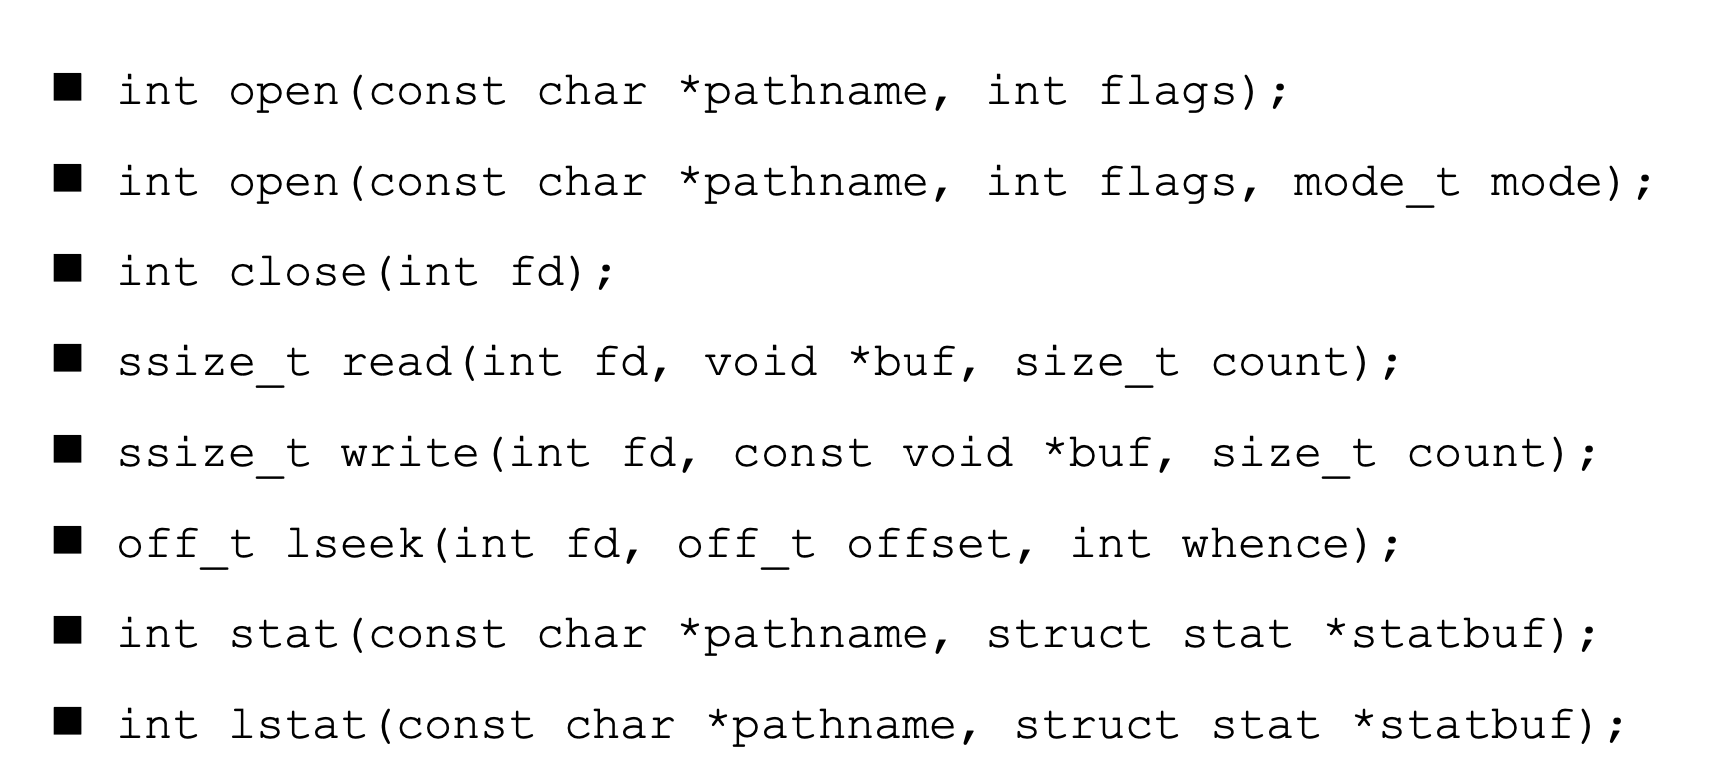 ■ int open(const char *pathname, int flags);
■ int open(const char *pathname, int flags, mode_t mode);
■ int close(int fd);
■ ssize_t read(int fd, void *buf, size_t count);
■ ssize_t write(int fd, const void *buf, size_t count);
■ off_t lseek(int fd, off_t offset, int whence);
■ int stat(const char *pathname, struct stat *statbuf);
■ int lstat(const char *pathname, struct stat *statbuf);